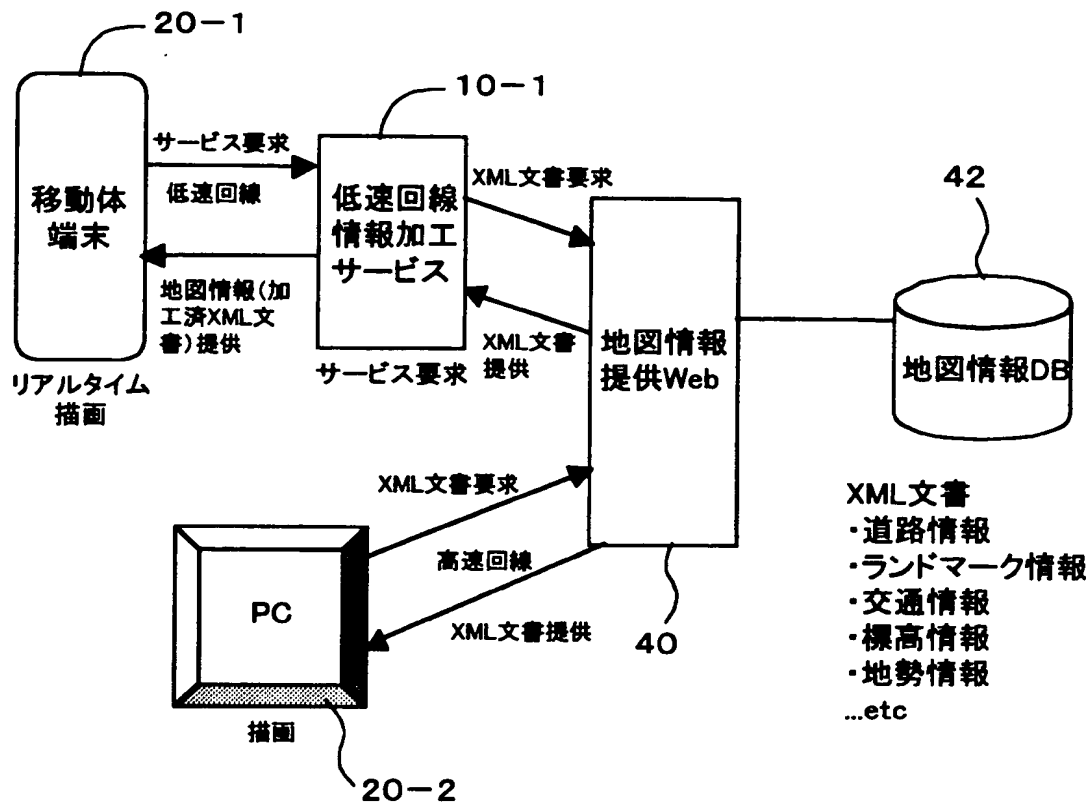 20-1
10-1
サービス要求
低速回線
移動体
端末
地図情報(加
工済XML文
書)提供
リアルタイム
描画
低速回線
情報加工
サービス
サービス要求
XML文書要求
XML文書
提供
地図情報
提供Web
42
地図情報DB
XML文書要求
高速回線
XML文書提供
PC
描画
20-2
40
XML文書
・道路情報
・ランドマーク情報
・交通情報
・標高情報
・地勢情報
...etc